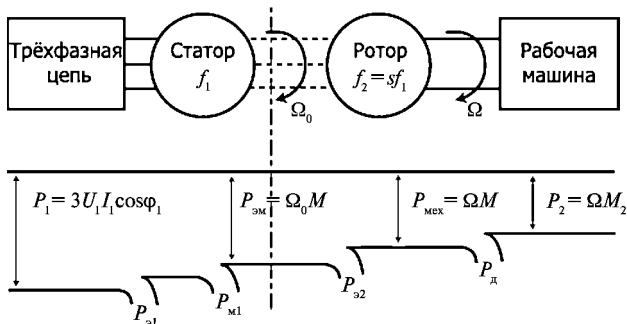 Трёхфазная
цепь
Статор
f₁
Ω₀
Ротор
f₂=sf₁
Ω
Рабочая
машина
P₁ = 3U₁I₁cosφ₁
Pэм= Ω₀M
Pмех= ΩM
P₂ = ΩM₂
Pэ1
Pм1
Pэ2
Pд